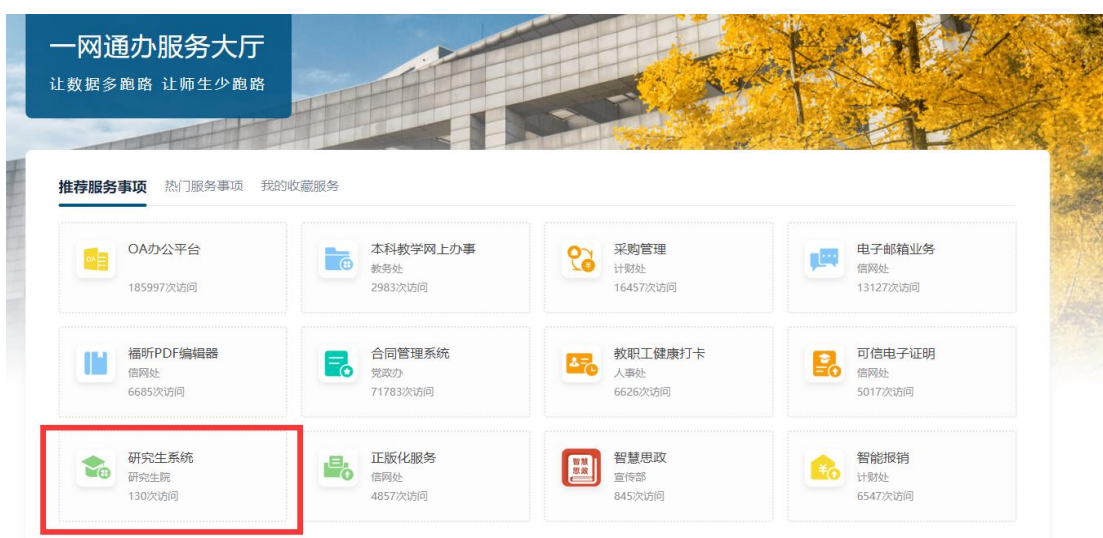 一网通办服务大厅
让数据多跑路 让师生少跑路
推荐服务事项 热门服务事项 我的收藏服务
OA办公平台
185997次访问
本科教学网上办事
教务处
2983次访问
采购管理
计财处
16457次访问
电子邮箱业务
信网处
13127次访问
福昕PDF编辑器
信网处
6685次访问
合同管理系统
党政办
71783次访问
教职工健康打卡
人事处
6626次访问
可信电子证明
信网处
5017次访问
研究生系统
研究生院
130次访问
正版化服务
信网处
4857次访问
智慧
思政
智慧思政
宣传部
845次访问
智能报销
计财处
6547次访问